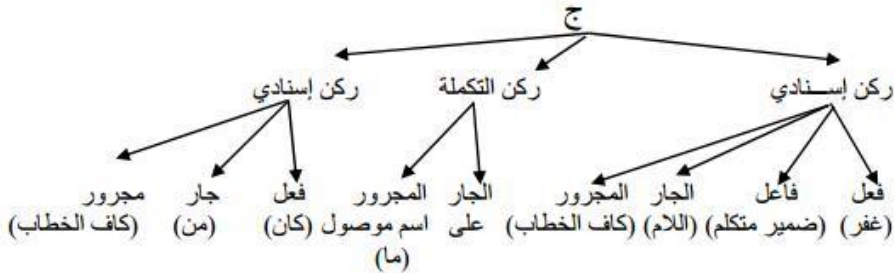 ج
ركن إســنادي ركن التكملة ركن إسنادي
فعل فاعل الجار المجرور الجار المجرور فعل جار مجرور
(غفر) (ضمير متكلم) (اللام) (كاف الخطاب) على اسم موصول (كان) (من) (كاف الخطاب)
(ما)